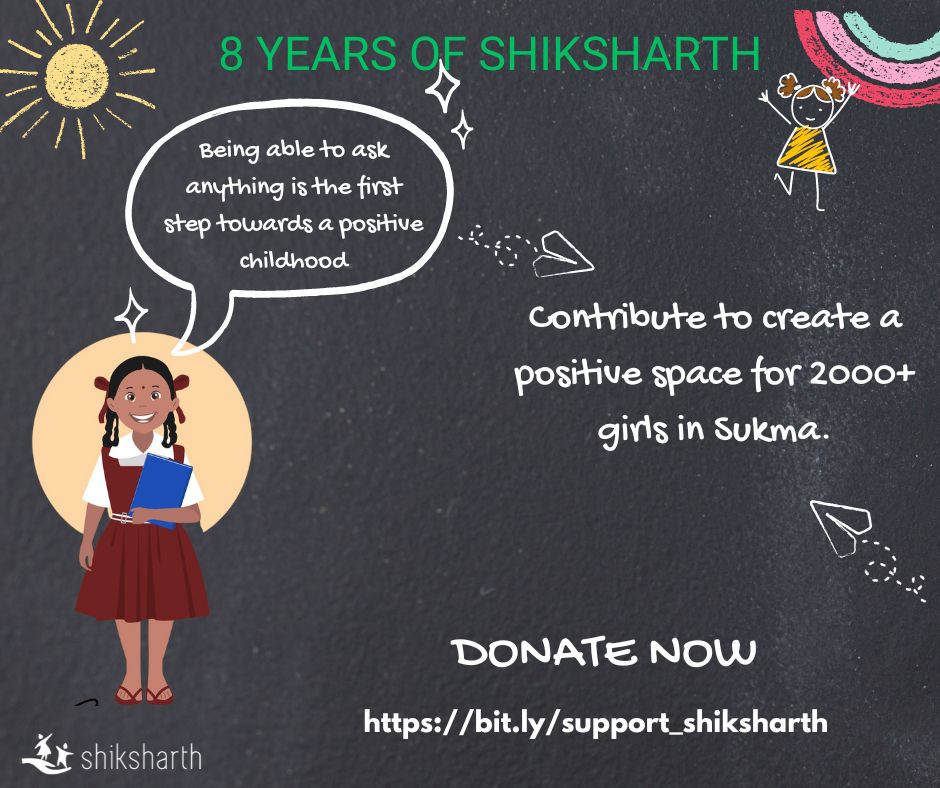 8 YEARS OF SHIKSHARTH
Being able to ask
anything is the first
step towards a positive
childhood
Contribute to create a
positive space for 2000+
girls in Sukma.
DONATE NOW
https://bit.ly/support_shiksharth
shiksharth